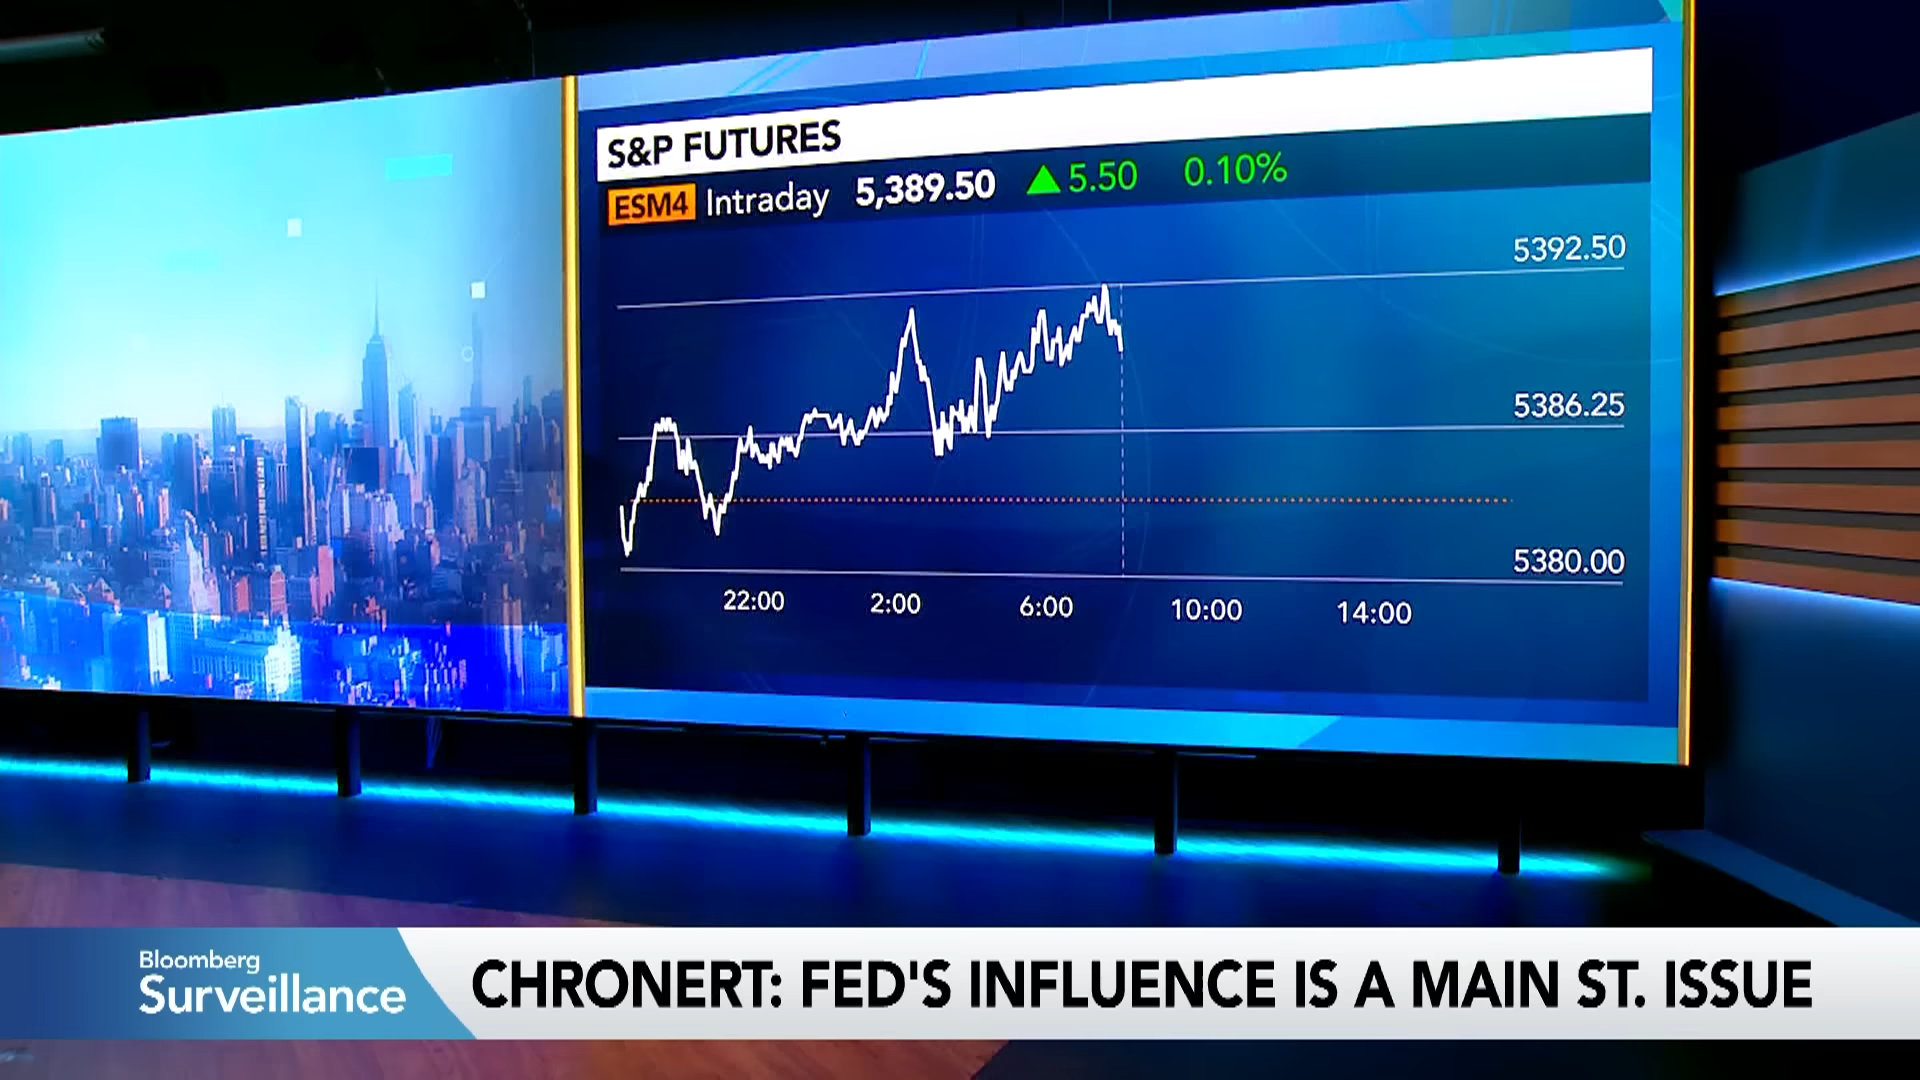 S&P FUTURES
ESM4 Intraday 5,389.50 ▲ 5.50 0.10%
5392.50
5386.25
5380.00
22:00 2:00 6:00 10:00 14:00
Bloomberg
Surveillance
CHRONERT: FED'S INFLUENCE IS A MAIN ST. ISSUE